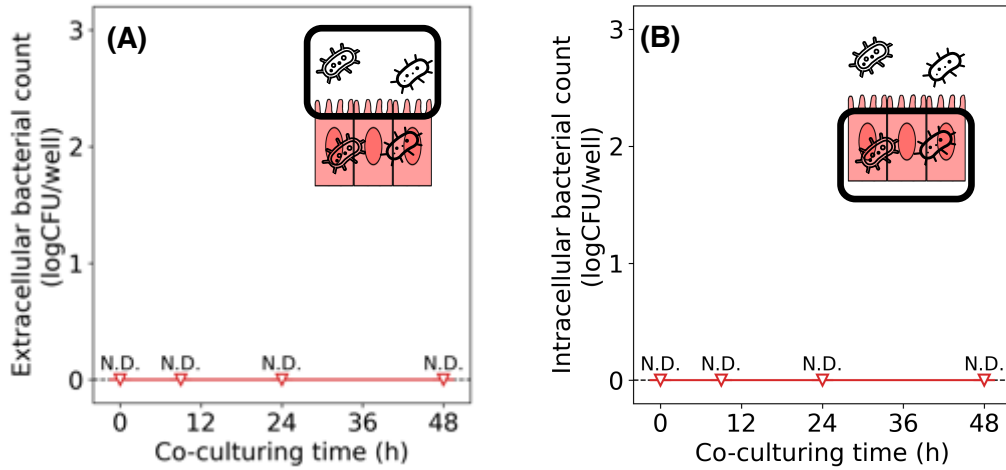 (A)
Extracellular bacterial count
(logCFU/well)
3
2
1
0
N.D. N.D. N.D. N.D.
0 12 24 36 48
Co-culturing time (h)
(B)
Intracellular bacterial count
(logCFU/well)
3
2
1
0
N.D. N.D. N.D. N.D.
0 12 24 36 48
Co-culturing time (h)